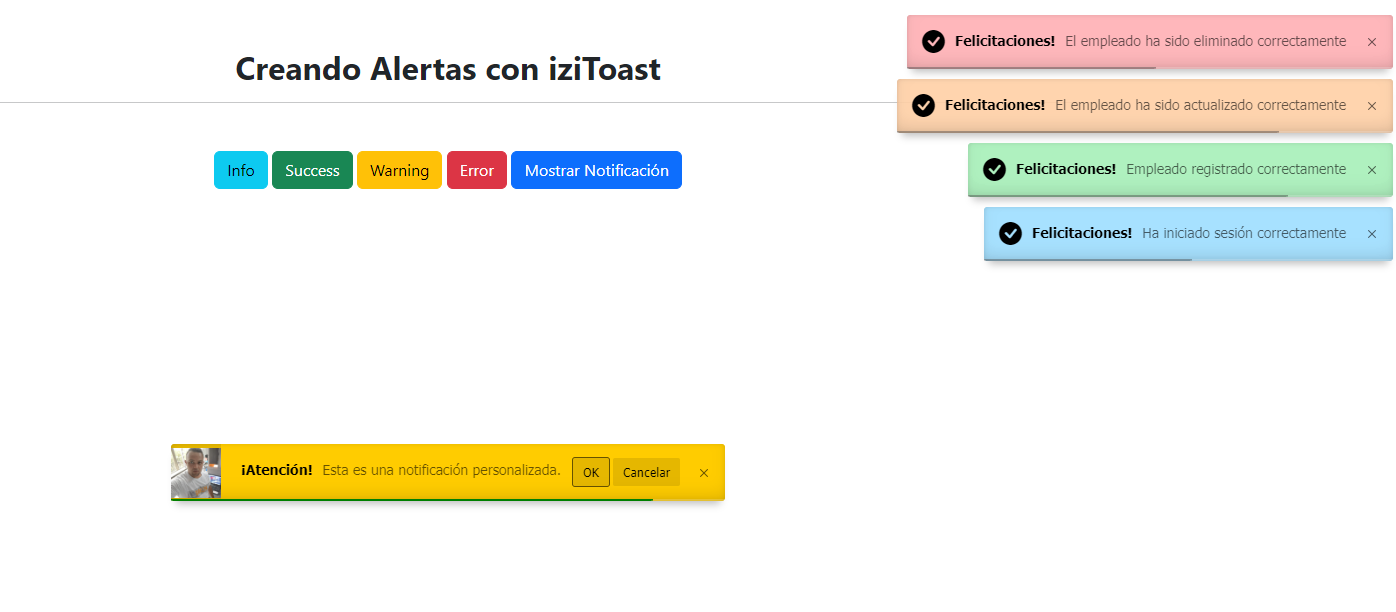 Creando Alertas con iziToast
Info Success Warning Error Mostrar Notificación
Felicitaciones! El empleado ha sido eliminado correctamente ×
Felicitaciones! El empleado ha sido actualizado correctamente ×
Felicitaciones! Empleado registrado correctamente ×
Felicitaciones! Ha iniciado sesión correctamente ×
¡Atención! Esta es una notificación personalizada. OK Cancelar ×